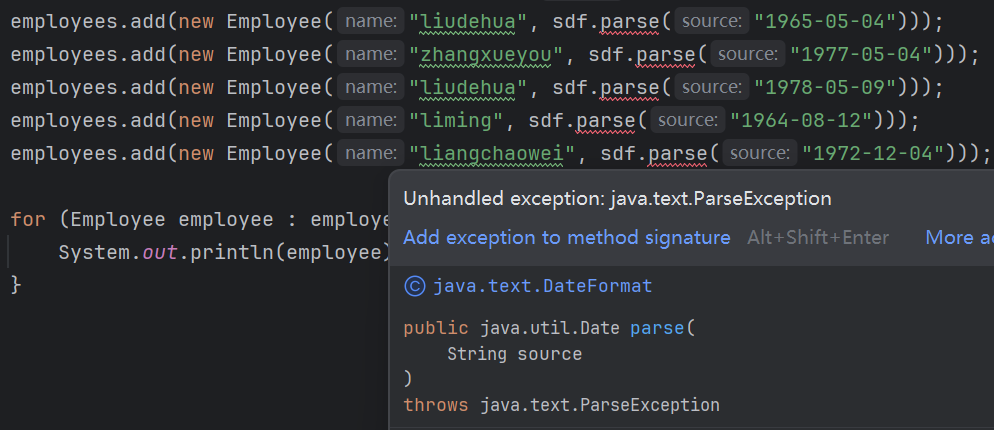 employees.add(new Employee( name: "liudehua", sdf.parse( source: "1965-05-04")));
employees.add(new Employee( name: "zhangxueyou", sdf.parse( source: "1977-05-04")));
employees.add(new Employee( name: "liudehua", sdf.parse( source: "1978-05-09")));
employees.add(new Employee( name: "liming", sdf.parse( source: "1964-08-12")));
employees.add(new Employee( name: "liangchaowei", sdf.parse( source: "1972-12-04")));
for (Employee employee : employe
System.out.println(employee)
}
Unhandled exception: java.text.ParseException
Add exception to method signature Alt+Shift+Enter More a
© java.text.DateFormat
public java.util.Date parse(
String source
)
throws java.text.ParseException